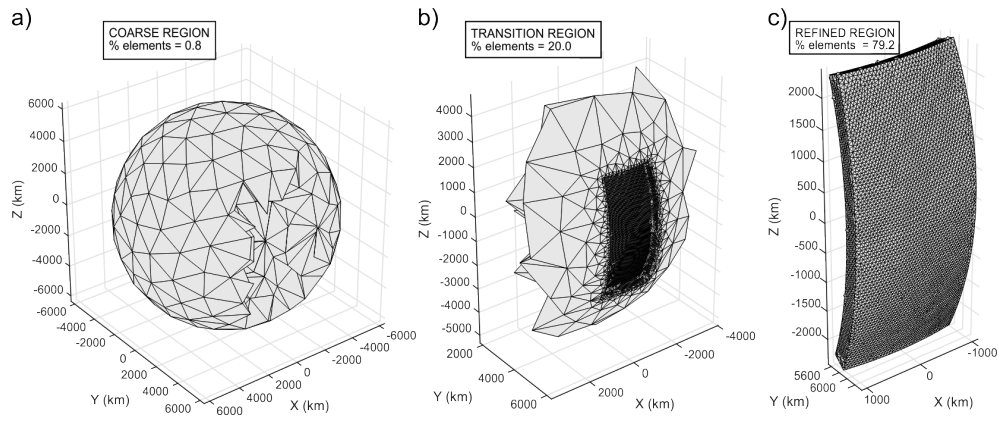 a)
COARSE REGION
% elements = 0.8
6000
4000
2000
0
-2000
-4000
-6000
Z (km)
-6000
-4000
-2000
0
2000
4000
6000
Y (km)
6000
4000
2000
0
-2000
-4000
-6000
X (km)
b)
TRANSITION REGION
% elements = 20.0
4000
3000
2000
1000
0
-1000
-2000
-3000
-4000
-5000
Z (km)
2000
4000
6000
Y (km)
2000
0
-2000
-4000
X (km)
c)
REFINED REGION
% elements = 79.2
2000
1500
1000
500
0
-500
-1000
-1500
-2000
Z (km)
5600
6000
Y (km)
1000
0
-1000
X (km)